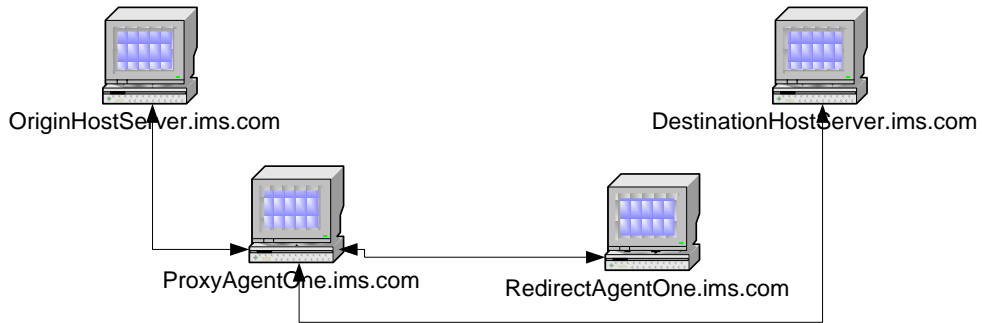 OriginHostServer.ims.com
DestinationHostServer.ims.com
ProxyAgentOne.ims.com
RedirectAgentOne.ims.com